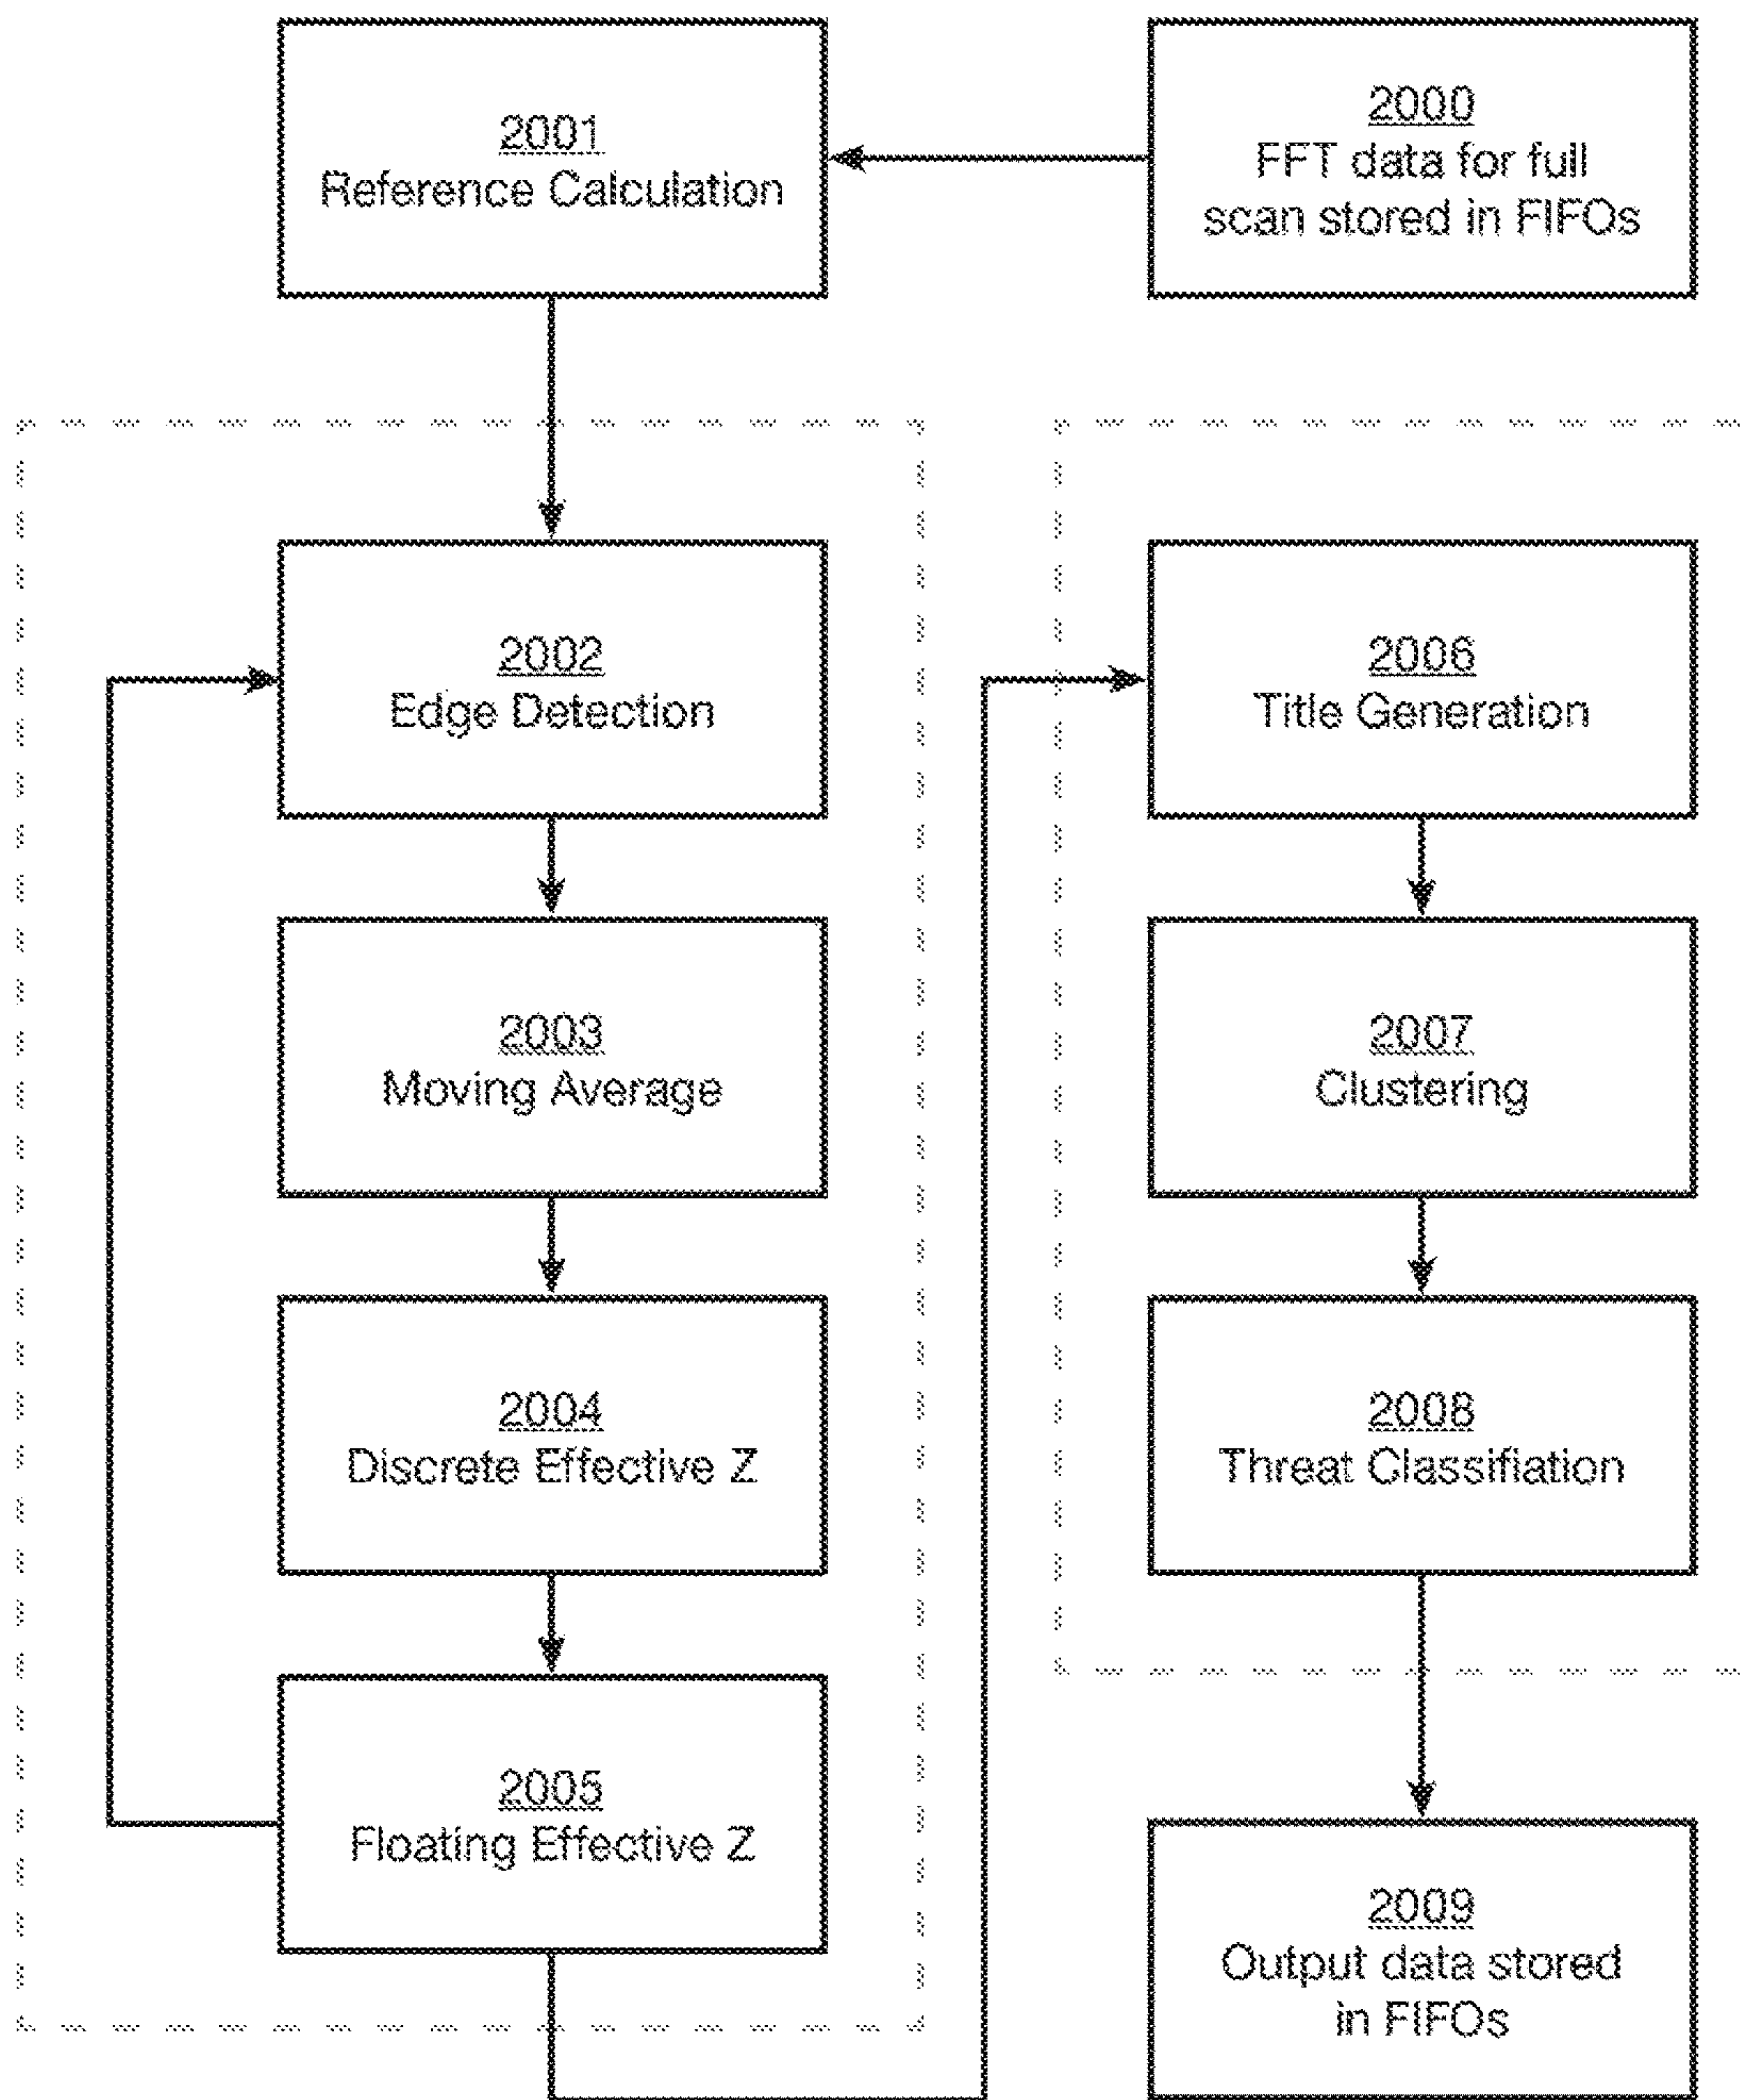 2001
Reference Calculation
2000
FFT data for full
scan stored in FIFOs
2002
Edge Detection
2003
Moving Average
2004
Discrete Effective Z
2005
Floating Effective Z
2006
Title Generation
2007
Clustering
2008
Threat Classifiation
2009
Output data stored
in FIFOs